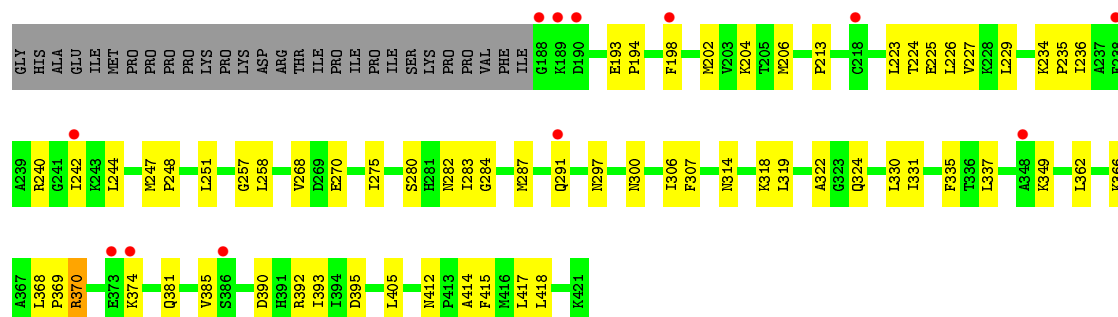 GLY HIS ALA GLU ILE MET PRO PRO PRO PRO LYS LYS PRO LYS ASP ARG THR ILE PRO ILE PRO ILE SER LYS PRO PRO VAL PHE ILE G188 K189 D190 E193 P194 F198 M202 V203 K204 T205 M206 P213 C218 L223 T224 E225 L226 V227 K228 L229 K234 P235 I236 A237
A239 R240 G241 I242 K243 L244 M247 P248 L251 G257 L258 V268 D269 E270 I275 S280 H281 N282 I283 G284 M287 Q291 N297 N300 I306 F307 N314 K318 L319 A322 G323 Q324 L330 I331 F335 T336 L337 A348 K349 L362 K366
A367 L368 P369 R370 E373 K374 Q381 V385 S386 D390 H391 R392 I393 I394 D395 L405 N412 P413 A414 F415 M416 L417 L418 K421